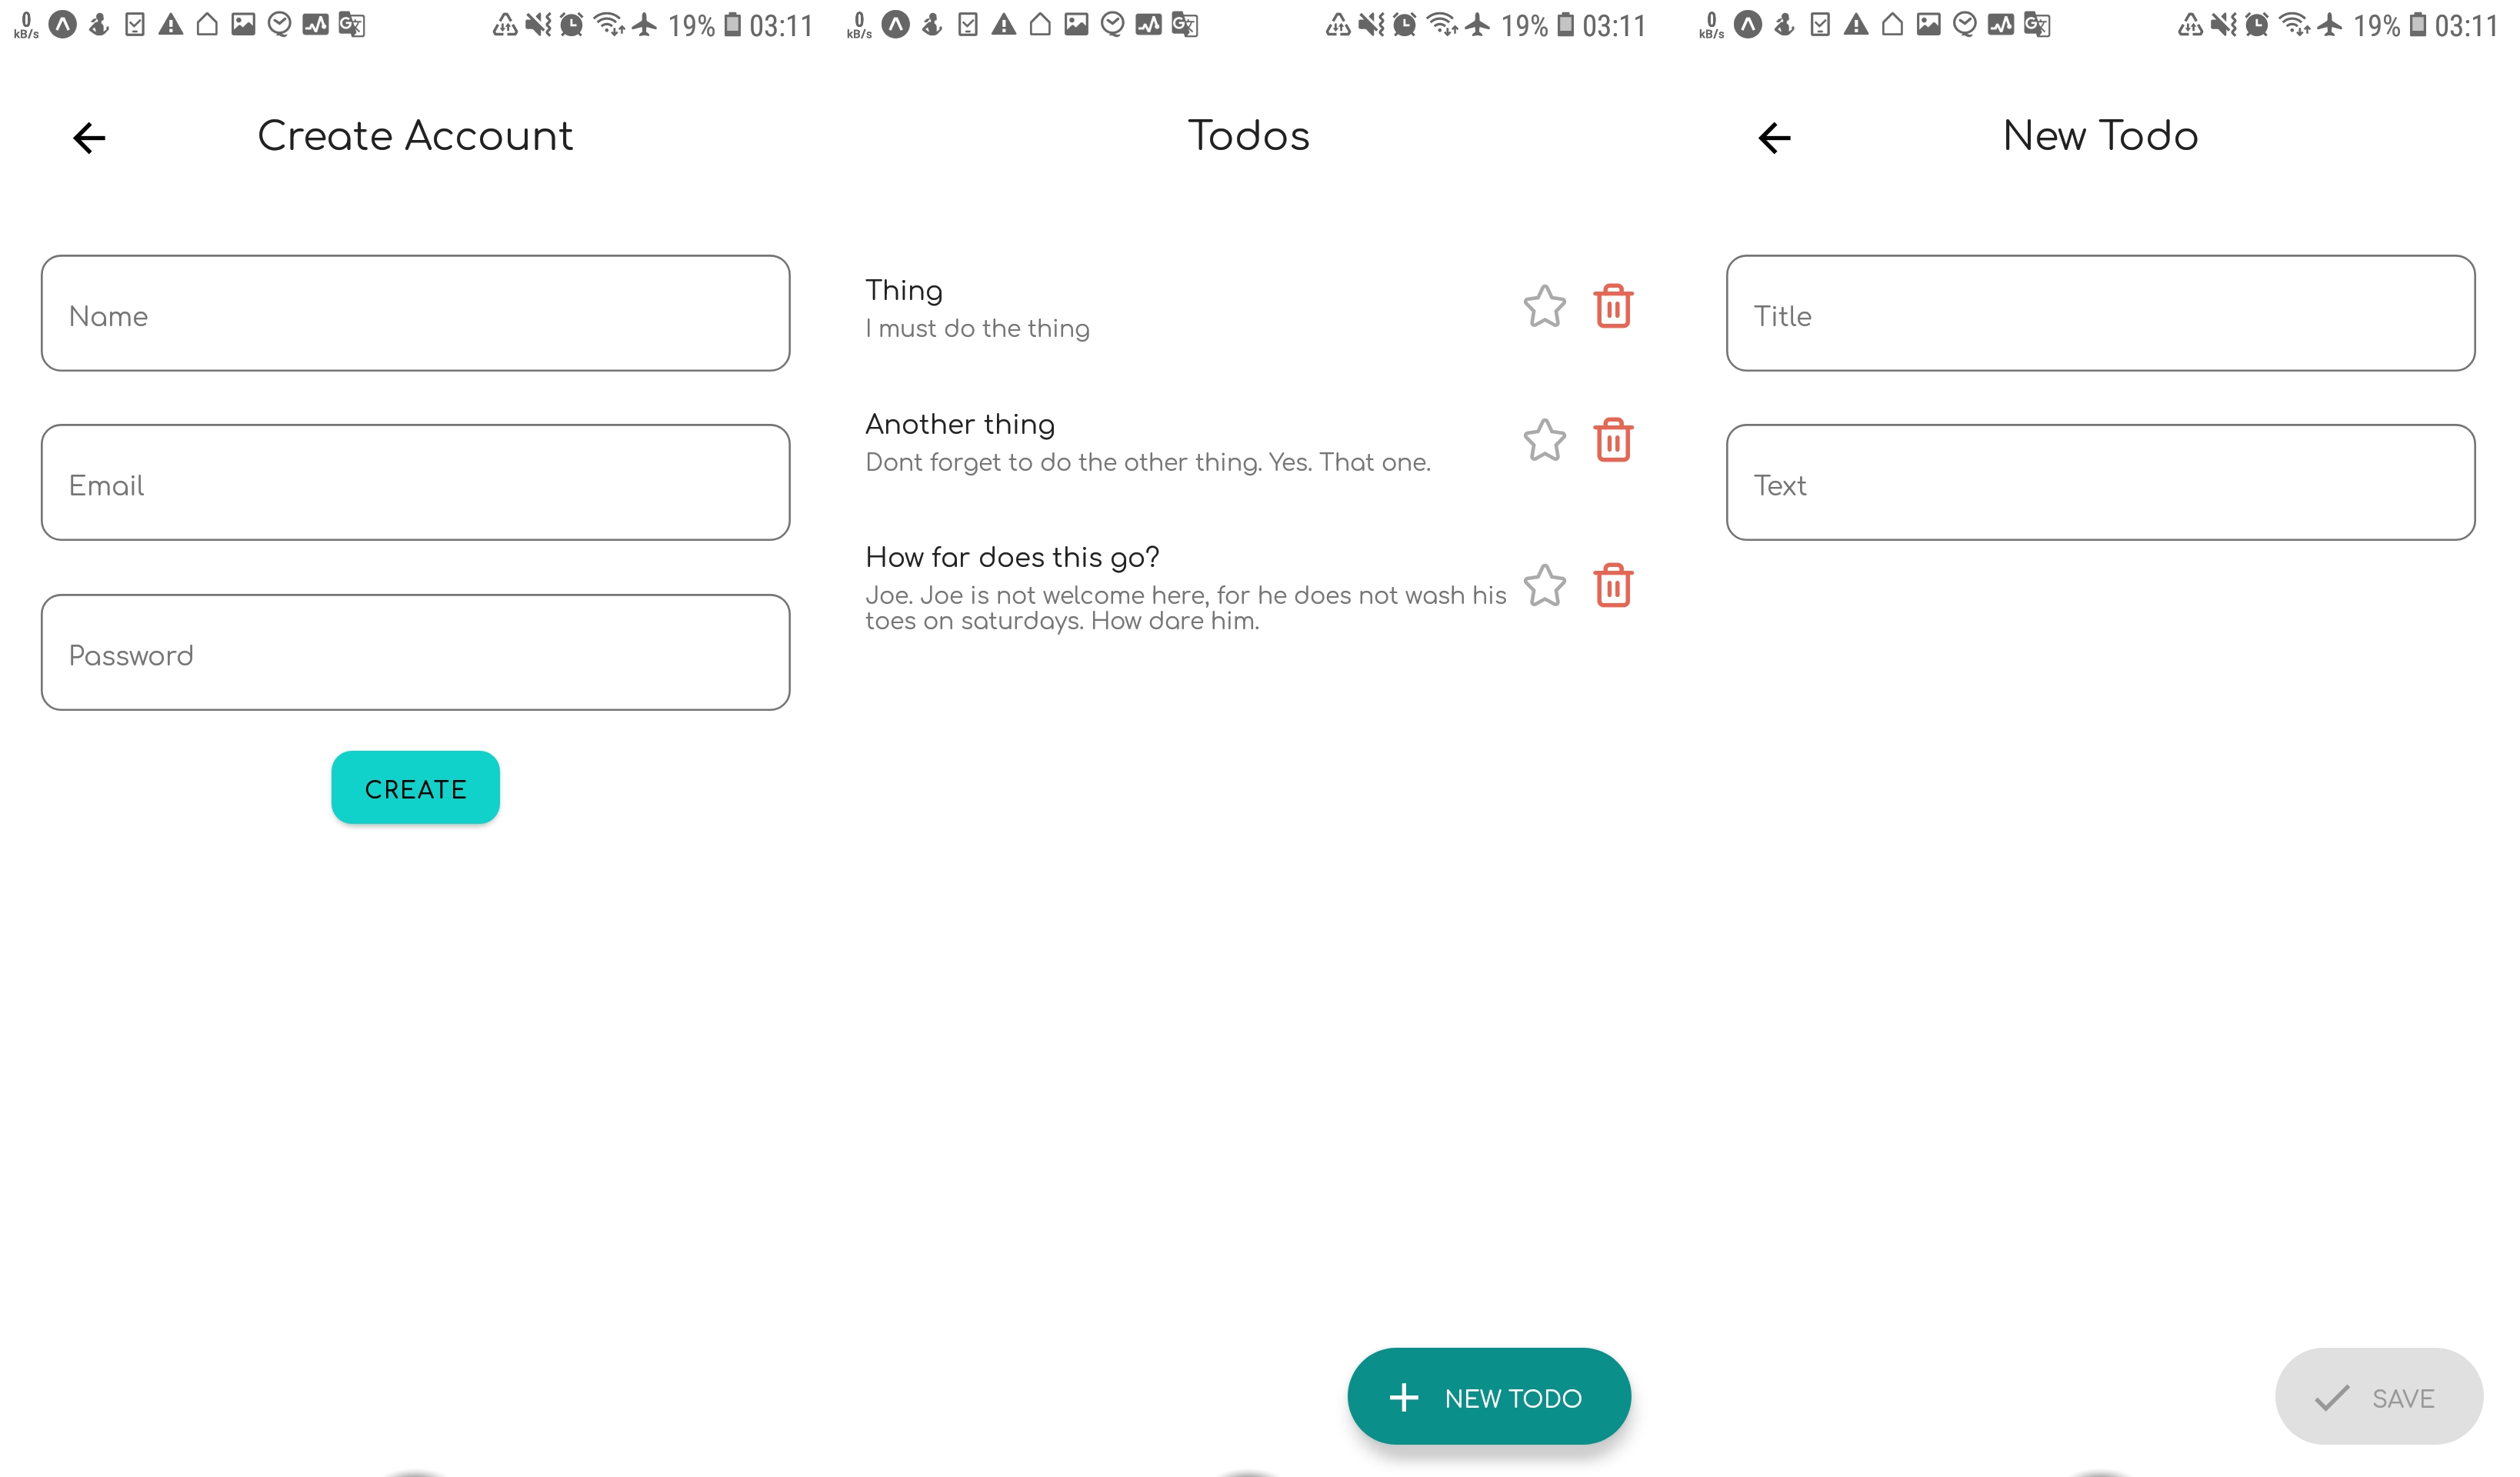 0 kB/s 19% 03:11
Create Account
Name
Email
Password
CREATE
0 kB/s 19% 03:11
Todos
Thing
I must do the thing
Another thing
Dont forget to do the other thing. Yes. That one.
How far does this go?
Joe. Joe is not welcome here, for he does not wash his
toes on saturdays. How dare him.
NEW TODO
0 kB/s 19% 03:11
New Todo
Title
Text
SAVE